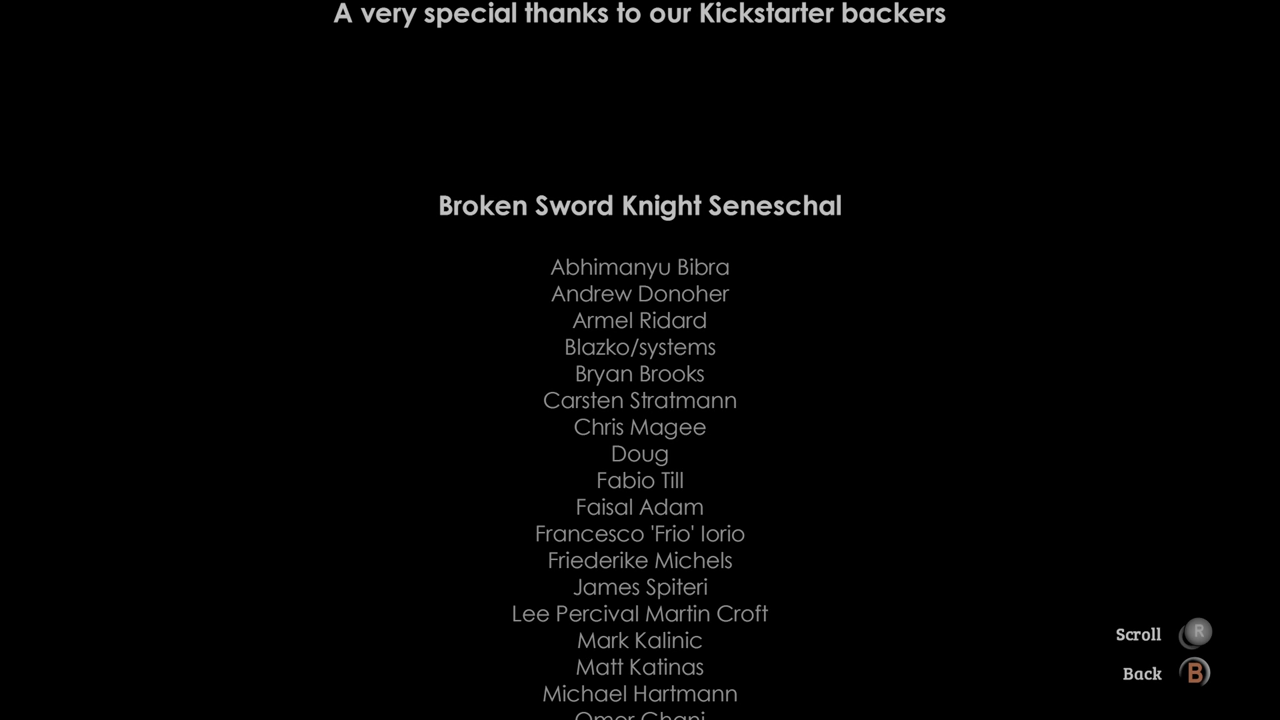 A very special thanks to our Kickstarter backers
Broken Sword Knight Seneschal
Abhimanyu Bibra
Andrew Donoher
Armel Ridard
Blazko/systems
Bryan Brooks
Carsten Stratmann
Chris Magee
Doug
Fabio Till
Faisal Adam
Francesco 'Frio' Iorio
Friederike Michels
James Spiteri
Lee Percival Martin Croft
Mark Kalinic
Matt Katinas
Michael Hartmann
Omer Ghani
Scroll R
Back B